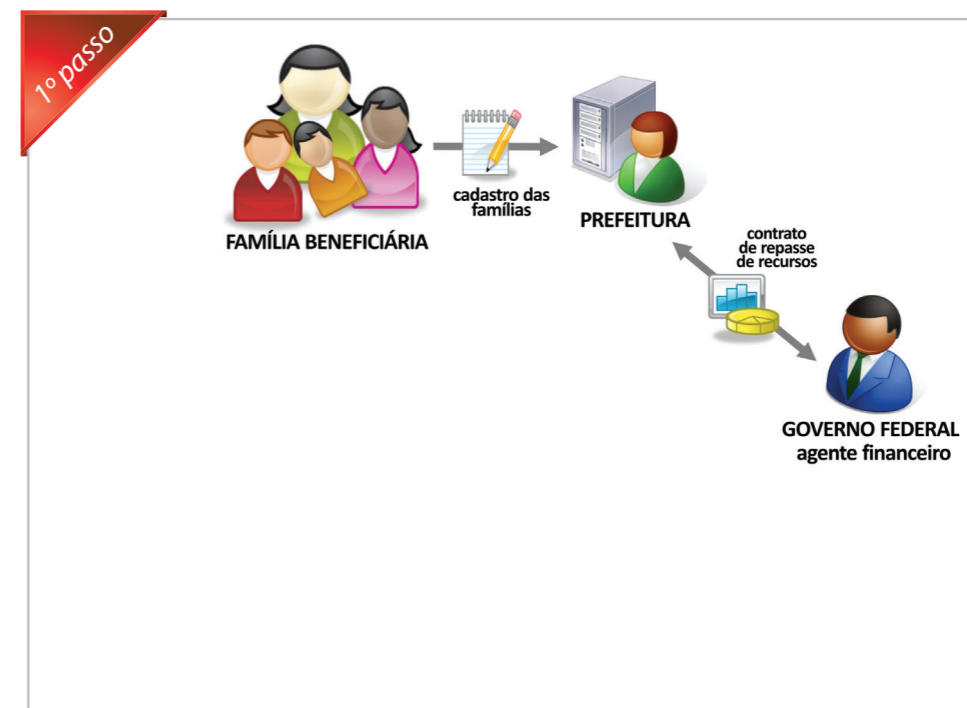 1º passo
cadastro das
famílias
FAMÍLIA BENEFICIÁRIA
PREFEITURA
contrato
de repasse
de recursos
GOVERNO FEDERAL
agente financeiro